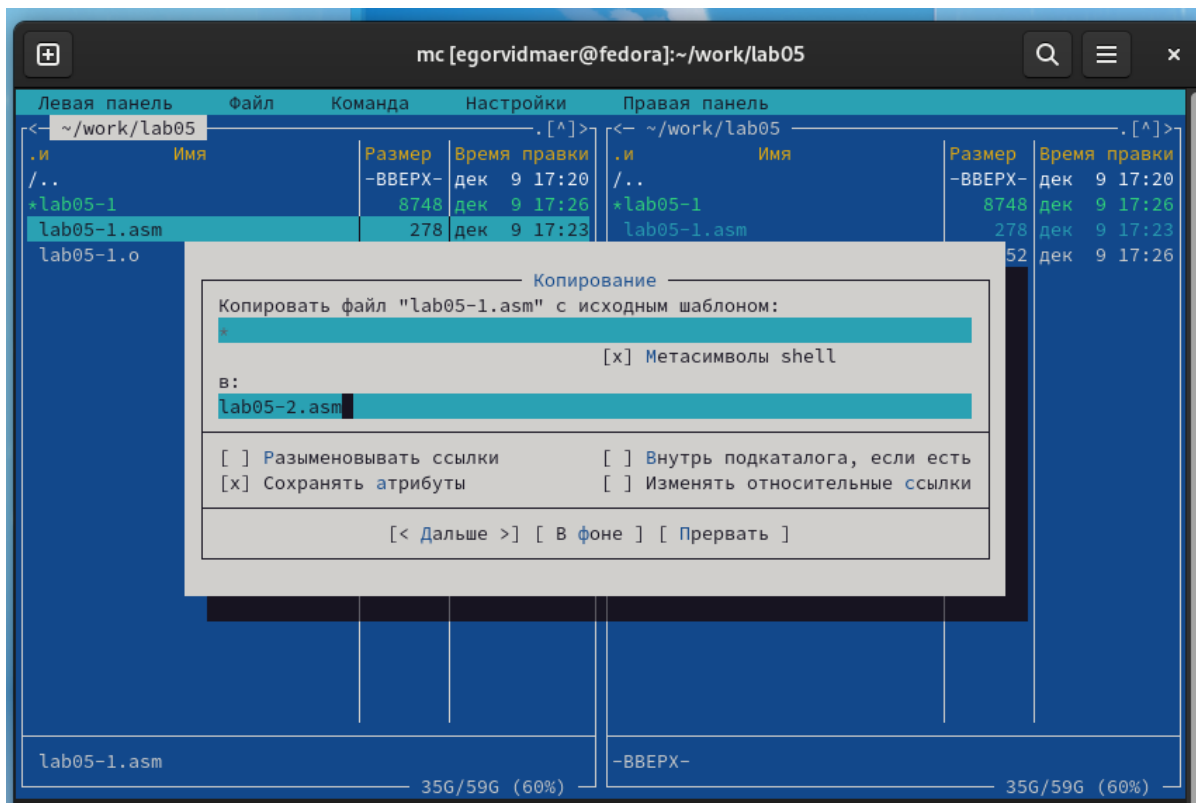 mc [egorvidmaer@fedora]:~/work/lab05
Левая панель Файл Команда Настройки Правая панель
<— ~/work/lab05 .[^]> <— ~/work/lab05 .[^]>
.и Имя Размер Время правки .и Имя Размер Время правки
/.. -ВВЕРХ- дек 9 17:20 /.. -ВВЕРХ- дек 9 17:20
*lab05-1 8748 дек 9 17:26 *lab05-1 8748 дек 9 17:26
lab05-1.asm 278 дек 9 17:23 lab05-1.asm 278 дек 9 17:23
lab05-1.o 52 дек 9 17:26
Копирование
Копировать файл "lab05-1.asm" с исходным шаблоном:
*
[x] Метасимволы shell
в:
lab05-2.asm
[ ] Разыменовывать ссылки [ ] Внутрь подкаталога, если есть
[x] Сохранять атрибуты [ ] Изменять относительные ссылки
[< Дальше >] [ В фоне ] [ Прервать ]
lab05-1.asm -ВВЕРХ-
35G/59G (60%) 35G/59G (60%)